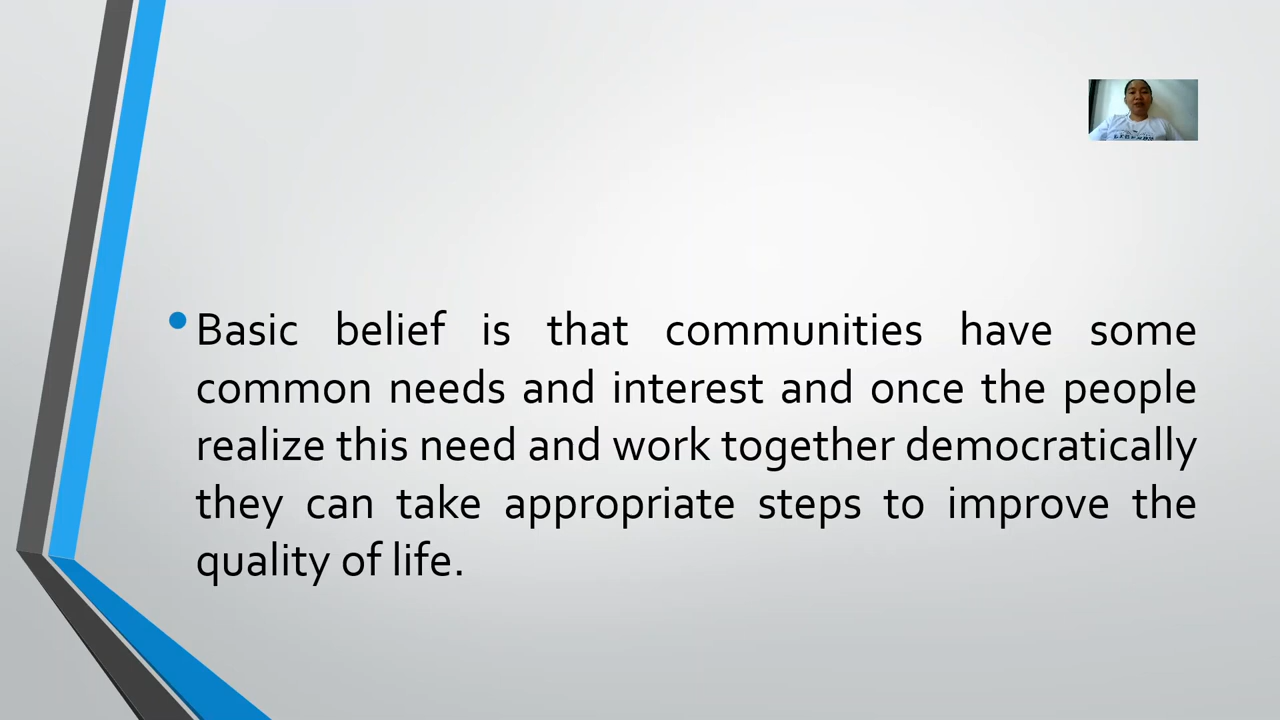 Basic belief is that communities have some
common needs and interest and once the people
realize this need and work together democratically
they can take appropriate steps to improve the
quality of life.